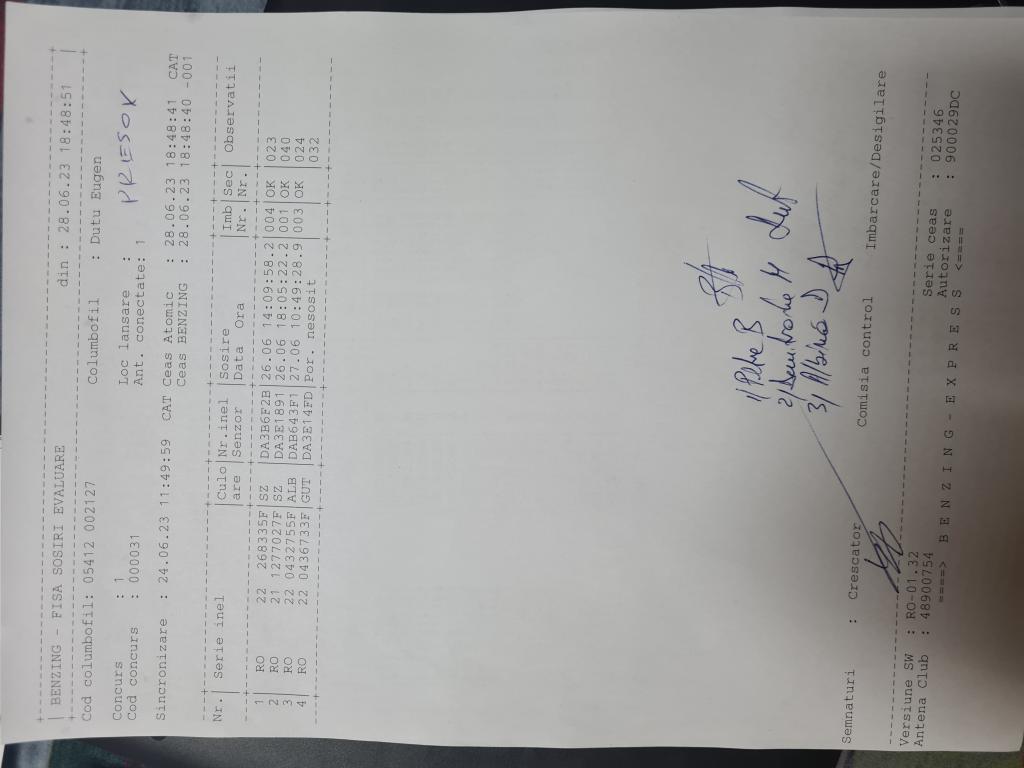 BENZING - FISA SOSIRI EVALUARE din : 28.06.23 18:48:51
Cod columbofil: 05412 002127 Columbofil : Dutu Eugen
Concurs : 1 Loc lansare : PRIESOK
Cod concurs : 000031 Ant. conectate: 1
Sincronizare : 24.06.23 11:49:59 CAT Ceas Atomic : 28.06.23 18:48:41 CAT
Ceas BENZING : 28.06.23 18:48:40 -001
Nr.| Serie inel |Culo|Nr.inel |Sosire |Imb|Sec| Observatii
|are |Senzor |Data Ora |Nr.|Nr.|
1 | RO 22 268335F|SZ |DA3B6F2B|26.06 14:09:58.2|004|OK |023
2 | RO 21 1277027F|SZ |DA3E1891|26.06 18:05:22.2|001|OK |040
3 | RO 22 0432755F|ALB |DAB643F1|27.06 10:49:28.9|003|OK |024
4 | RO 22 0436733F|GUT |DA3E14FD|Por. nesosit | | |032
1) Petre B
2) Dumitrache M
3) Albina D
Semnaturi : Crescator Comisia control Imbarcare/Desigilare
Versiune SW : RO-01.32 Serie ceas : 025346
Antena Club : 48900754 Autorizare : 900029DC
====> B E N Z I N G - E X P R E S S <====